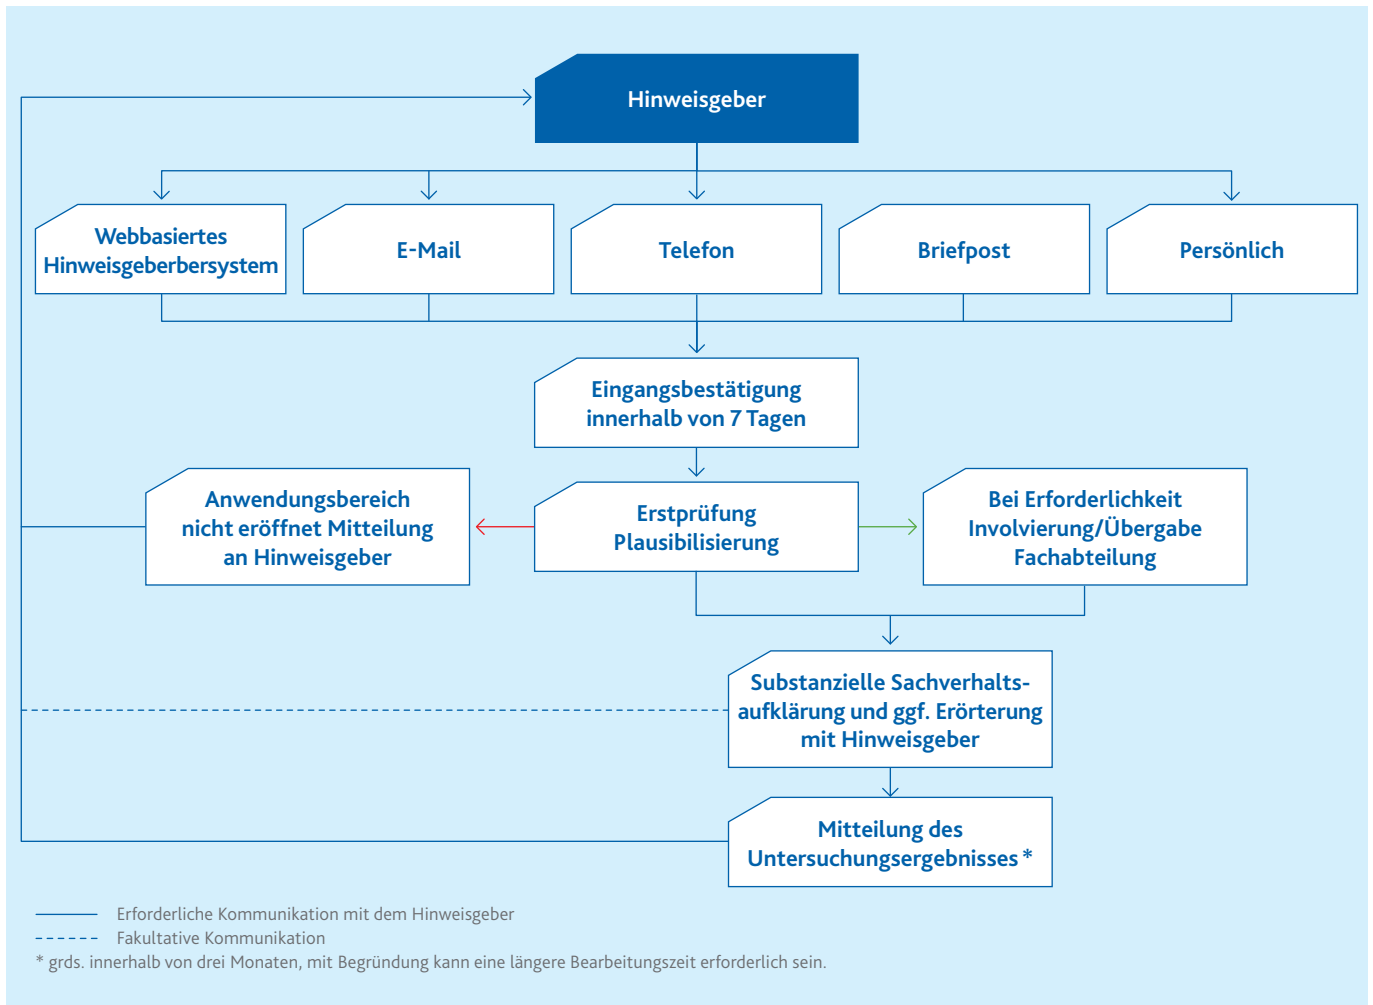 Hinweisgeber
Webbasiertes
Hinweisgeberbersystem
E-Mail
Telefon
Briefpost
Persönlich
Eingangsbestätigung
innerhalb von 7 Tagen
Anwendungsbereich
nicht eröffnet Mitteilung
an Hinweisgeber
Erstprüfung
Plausibilisierung
Bei Erforderlichkeit
Involvierung/Übergabe
Fachabteilung
Substanzielle Sachverhalts-
aufklärung und ggf. Erörterung
mit Hinweisgeber
Mitteilung des
Untersuchungsergebnisses *
Erforderliche Kommunikation mit dem Hinweisgeber
Fakultative Kommunikation
* grds. innerhalb von drei Monaten, mit Begründung kann eine längere Bearbeitungszeit erforderlich sein.